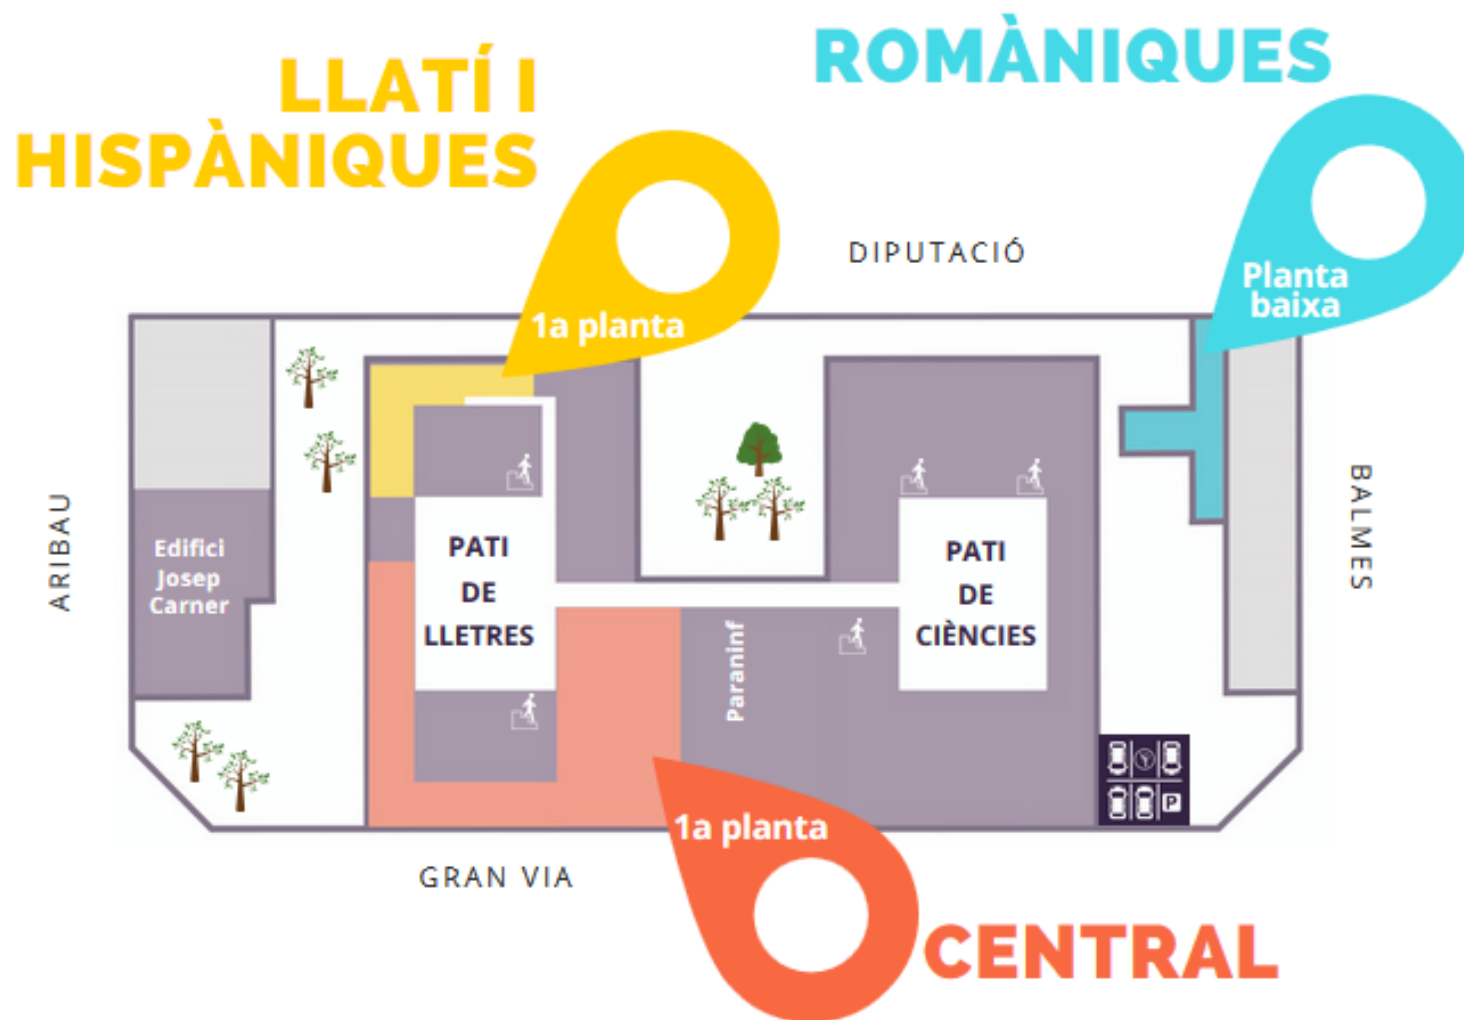 LLATÍ I
HISPÀNIQUES
ROMÀNIQUES
DIPUTACIÓ
Planta
baixa
1a planta
ARIBAU
Edifici
Josep
Carner
PATI
DE
LLETRES
Paraninf
PATI
DE
CIÈNCIES
BALMES
P
1a planta
GRAN VIA
CENTRAL